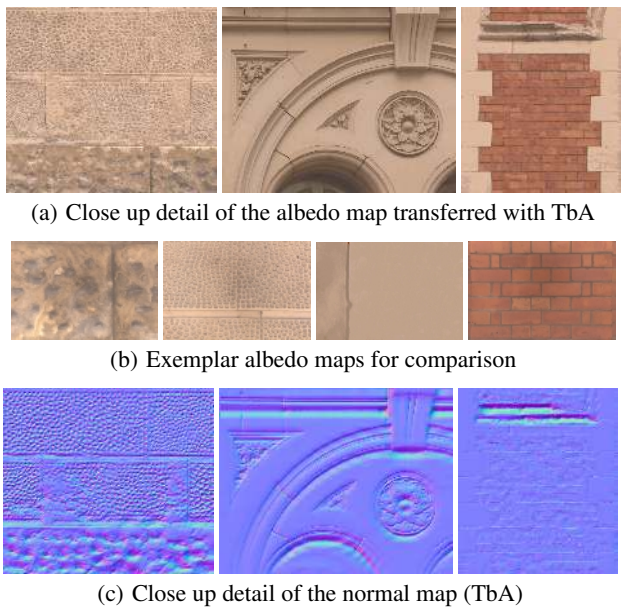 (a) Close up detail of the albedo map transferred with TbA
(b) Exemplar albedo maps for comparison
(c) Close up detail of the normal map (TbA)